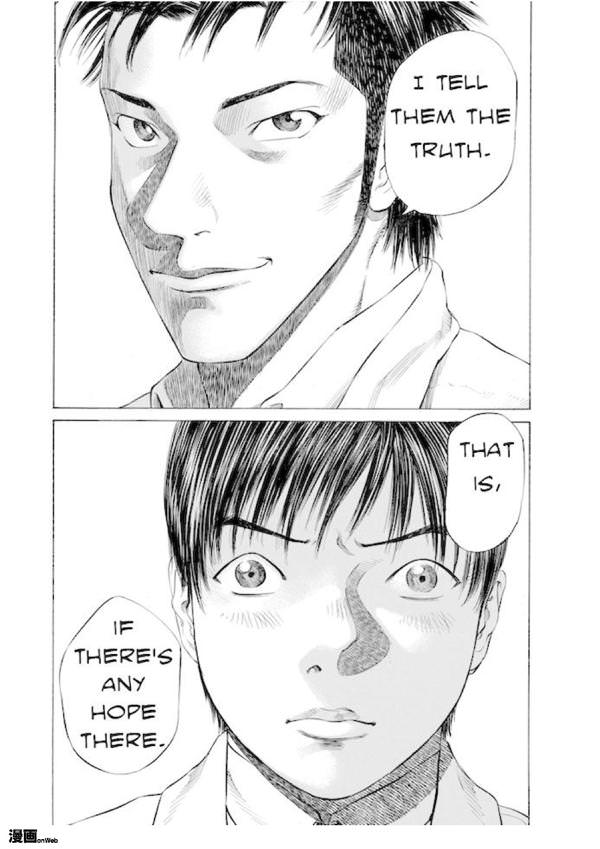 I TELL
THEM THE
TRUTH.
THAT
IS,
IF
THERE'S
ANY
HOPE
THERE.
漫画onWeb